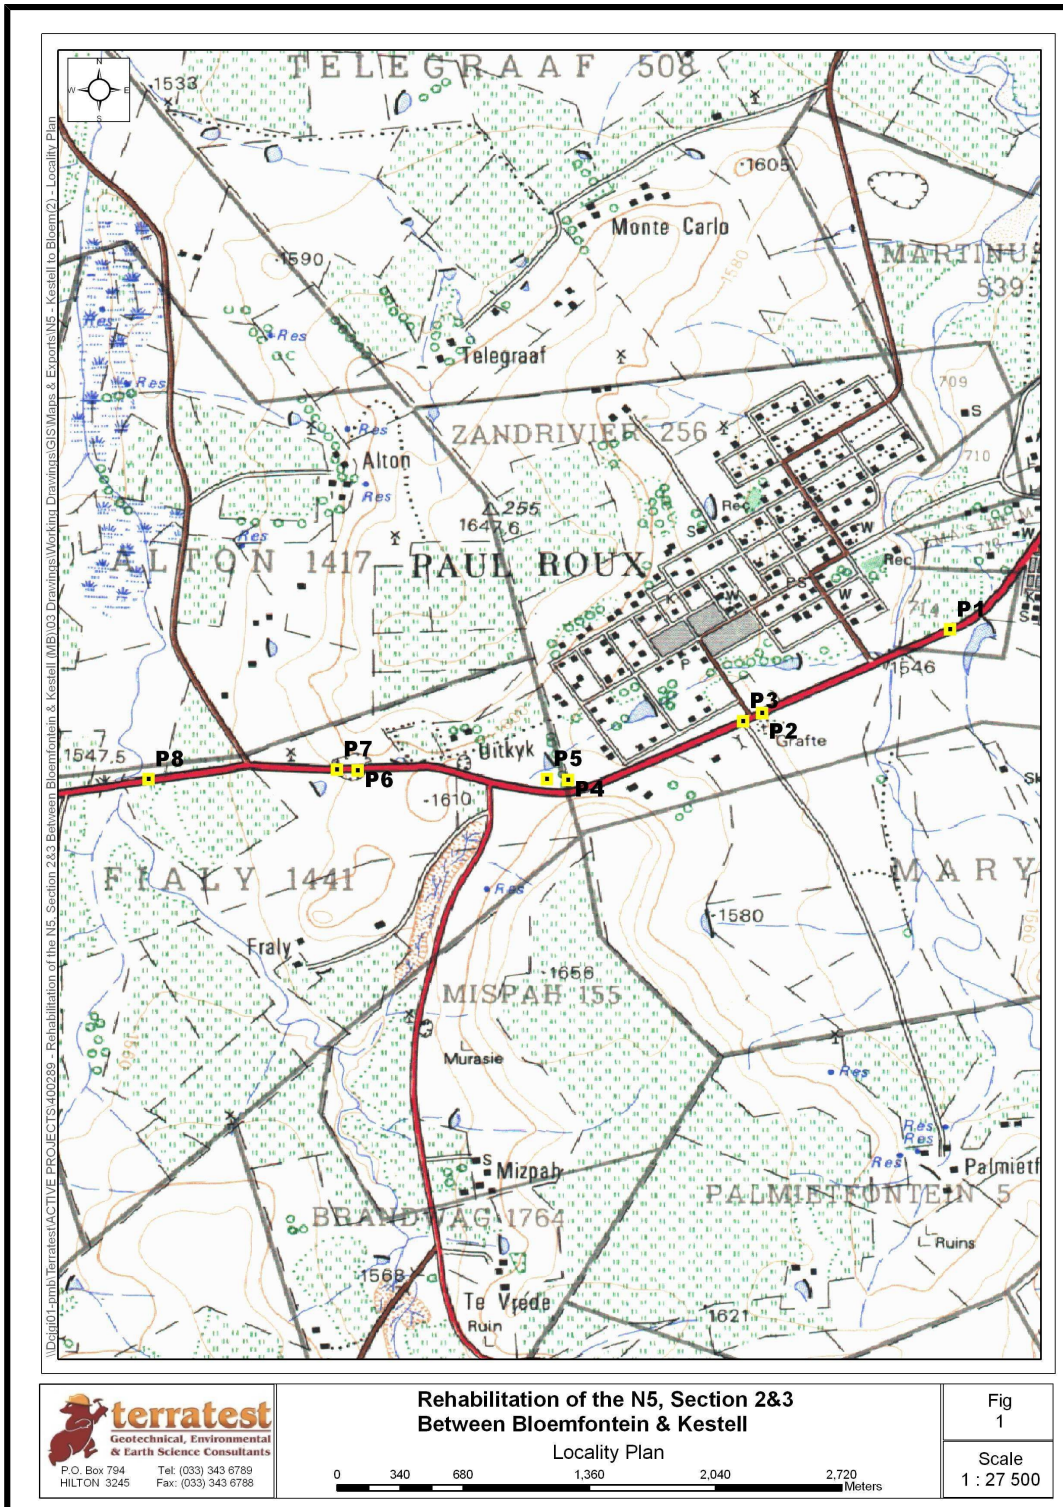 TELEGRAAF 508
N
W E
S
1533
1605
Monte Carlo
1590
1580
MARTINUS
539
Res
Res
Res
Telegraaf
709
S
ZANDRIVIER 256
710
Res
Alton
Res
255
1647,6
Rec
S
W
Res
ALTON 1417
PAUL ROUX
Rec
W
PS
W
K
W
714
K
S
P1
P
1546
P3
P2
Grafte
Uitkyk
1547.5
P8
P7
P6
P5
P4
1610
FRALY 1441
MARY
Res
1580
Fraly
1656
MISPAH 155
1560
Murasie
Res
Res
Res
Res
S
Mizpah
Palmietf
PALMIETFONTEIN 5
BRANDWAG 1764
Ruins
1568
Te Vrede
Ruin
1621
\\Dcigi01-pmb\Terratest\ACTIVE PROJECTS\400289 - Rehabilitation of the N5, Section 2&3 Between Bloemfontein & Kestell (MB)\03 Drawings\Working Drawings\GIS\Maps & Exports\N5 - Kestell to Bloem(2) - Locality Plan
terratest
Geotechnical, Environmental
& Earth Science Consultants
P.O. Box 794 Tel: (033) 343 6789
HILTON 3245 Fax: (033) 343 6788
Rehabilitation of the N5, Section 2&3
Between Bloemfontein & Kestell
Locality Plan
0 340 680 1,360 2,040 2,720
Meters
Fig
1
Scale
1 : 27 500